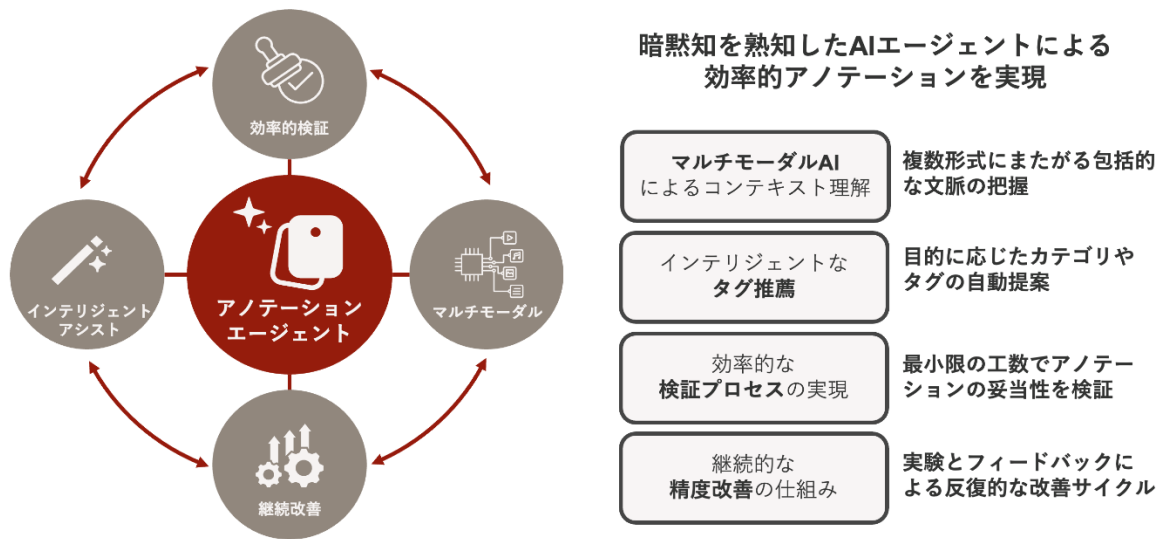 効率的検証
インテリジェント
アシスト
アノテーション
エージェント
マルチモーダル
継続改善
暗黙知を熟知したAIエージェントによる
効率的アノテーションを実現
マルチモーダルAI
によるコンテキスト理解
複数形式にまたがる包括的
な文脈の把握
インテリジェントな
タグ推薦
目的に応じたカテゴリや
タグの自動提案
効率的な
検証プロセスの実現
最小限の工数でアノテー
ションの妥当性を検証
継続的な
精度改善の仕組み
実験とフィードバックに
よる反復的な改善サイクル